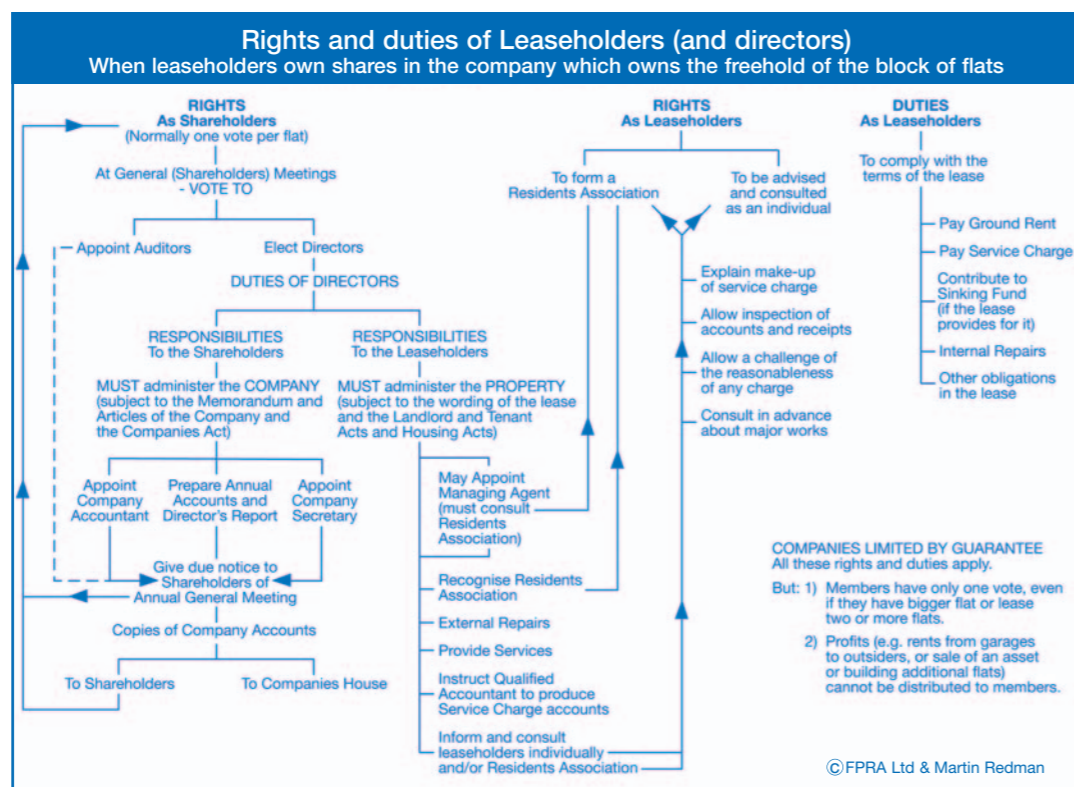 Rights and duties of Leaseholders (and directors)
When leaseholders own shares in the company which owns the freehold of the block of flats
RIGHTS
As Shareholders
(Normally one vote per flat)
At General (Shareholders) Meetings
- VOTE TO
Appoint Auditors
Elect Directors
DUTIES OF DIRECTORS
RESPONSIBILITIES
To the Shareholders
MUST administer the COMPANY
(subject to the Memorandum and
Articles of the Company and
the Companies Act)
Appoint
Company
Accountant
Prepare Annual
Accounts and
Director's Report
Appoint
Company
Secretary
Give due notice to
Shareholders of
Annual General Meeting
Copies of Company Accounts
To Shareholders
To Companies House
RESPONSIBILITIES
To the Leaseholders
MUST administer the PROPERTY
(subject to the wording of the lease
and the Landlord and Tenant
Acts and Housing Acts)
May Appoint
Managing Agent
(must consult
Residents
Association)
Recognise Residents
Association
External Repairs
Provide Services
Instruct Qualified
Accountant to produce
Service Charge accounts
Inform and consult
leaseholders individually
and/or Residents Association
RIGHTS
As Leaseholders
To form a
Residents Association
To be advised
and consulted
as an individual
Explain make-up
of service charge
Allow inspection of
accounts and receipts
Allow a challenge of
the reasonableness
of any charge
Consult in advance
about major works
DUTIES
As Leaseholders
To comply with the
terms of the lease
Pay Ground Rent
Pay Service Charge
Contribute to
Sinking Fund
(if the lease
provides for it)
Internal Repairs
Other obligations
in the lease
COMPANIES LIMITED BY GUARANTEE
All these rights and duties apply.
But: 1) Members have only one vote, even
if they have bigger flat or lease
two or more flats.
2) Profits (e.g. rents from garages
to outsiders, or sale of an asset
or building additional flats)
cannot be distributed to members.
©FPRA Ltd & Martin Redman